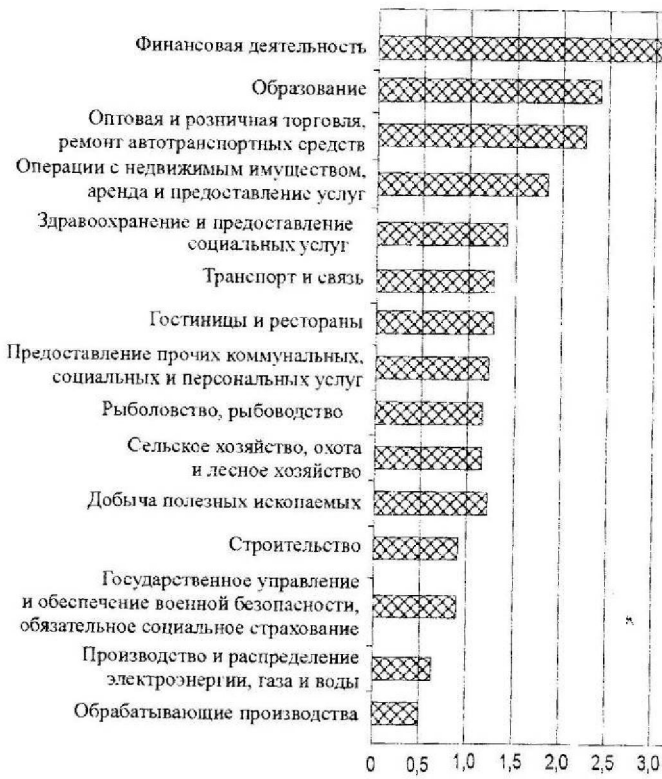 Финансовая деятельность
Образование
Оптовая и розничная торговля,
ремонт автотранспортных средств
Операции с недвижимым имуществом,
аренда и предоставление услуг
Здравоохранение и предоставление
социальных услуг
Транспорт и связь
Гостиницы и рестораны
Предоставление прочих коммунальных,
социальных и персональных услуг
Рыболовство, рыбоводство
Сельское хозяйство, охота
и лесное хозяйство
Добыча полезных ископаемых
Строительство
Государственное управление
и обеспечение военной безопасности,
обязательное социальное страхование
Производство и распределение
электроэнергии, газа и воды
Обрабатывающие производства
0 0,5 1,0 1,5 2,0 2,5 3,0